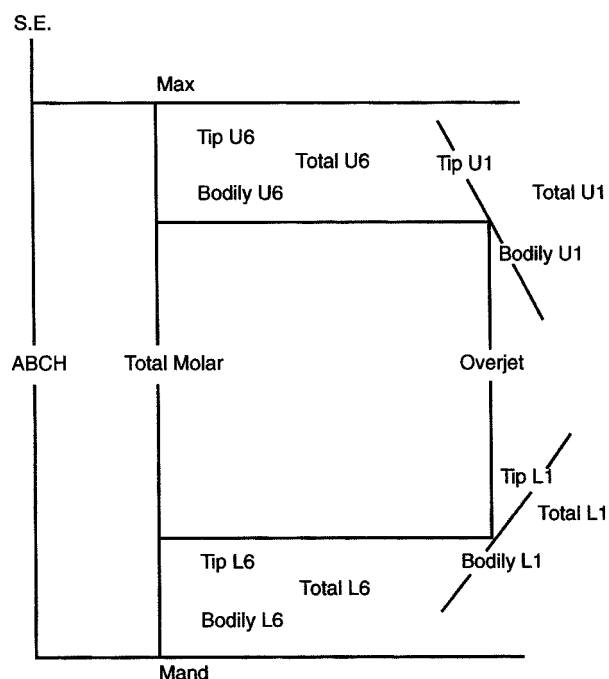 S.E.
Max
Tip U6
Total U6
Tip U1
Bodily U6
Total U1
Bodily U1
ABCH
Total Molar
Overjet
Tip L1
Total L1
Tip L6
Bodily L1
Total L6
Bodily L6
Mand